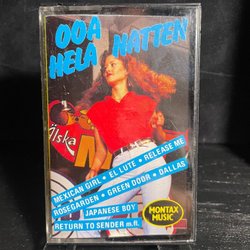 OOA
HELA NATTEN
Älska
MEXICAN GIRL • EL LUTE • RELEASE ME
ROSEGARDEN • GREEN DOOR • DALLAS
JAPANESE BOY
RETURN TO SENDER m.fl.
MONTAX
MUSIC